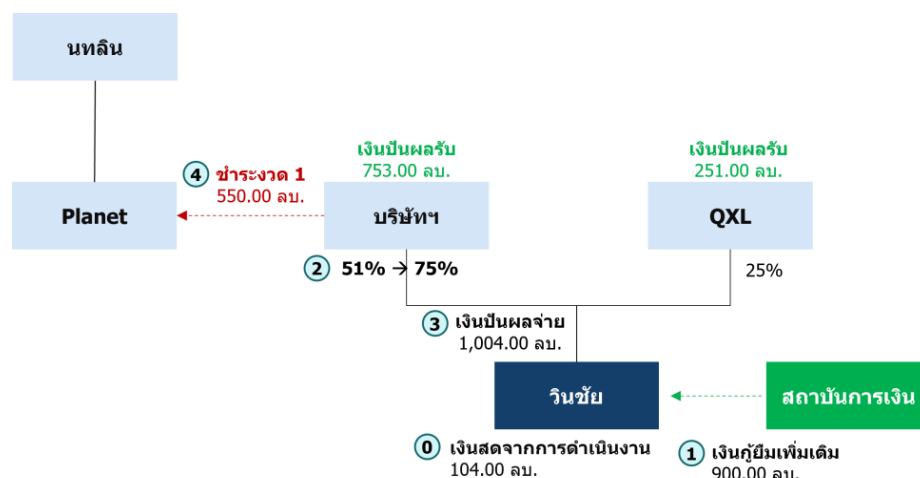 นทลิน
เงินปันผลรับ
753.00 ลบ.
เงินปันผลรับ
251.00 ลบ.
4 ชำระงวด 1
550.00 ลบ.
Planet
บริษัทฯ
QXL
2 51% → 75%
25%
3 เงินปันผลจ่าย
1,004.00 ลบ.
วินชัย
สถาบันการเงิน
0 เงินสดจากการดำเนินงาน
104.00 ลบ.
1 เงินกู้ยืมเพิ่มเติม
900.00 ลบ.